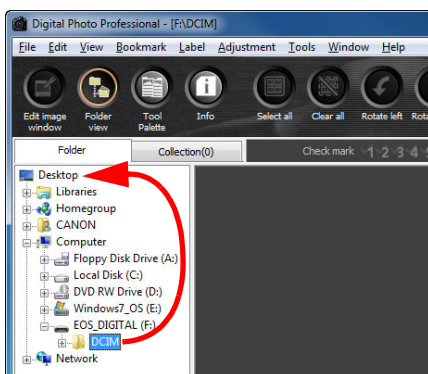 Digital Photo Professional - [F:\DCIM]
File Edit View Bookmark Label Adjustment Tools Window Help
Edit image window Folder view Tool Palette Info Select all Clear all Rotate left
Folder Collection(0) Check mark 1 2 3 4
Desktop
Libraries
Homegroup
CANON
Computer
Floppy Disk Drive (A:)
Local Disk (C:)
DVD RW Drive (D:)
Windows7_OS (E:)
EOS_DIGITAL (F:)
DCIM
Network